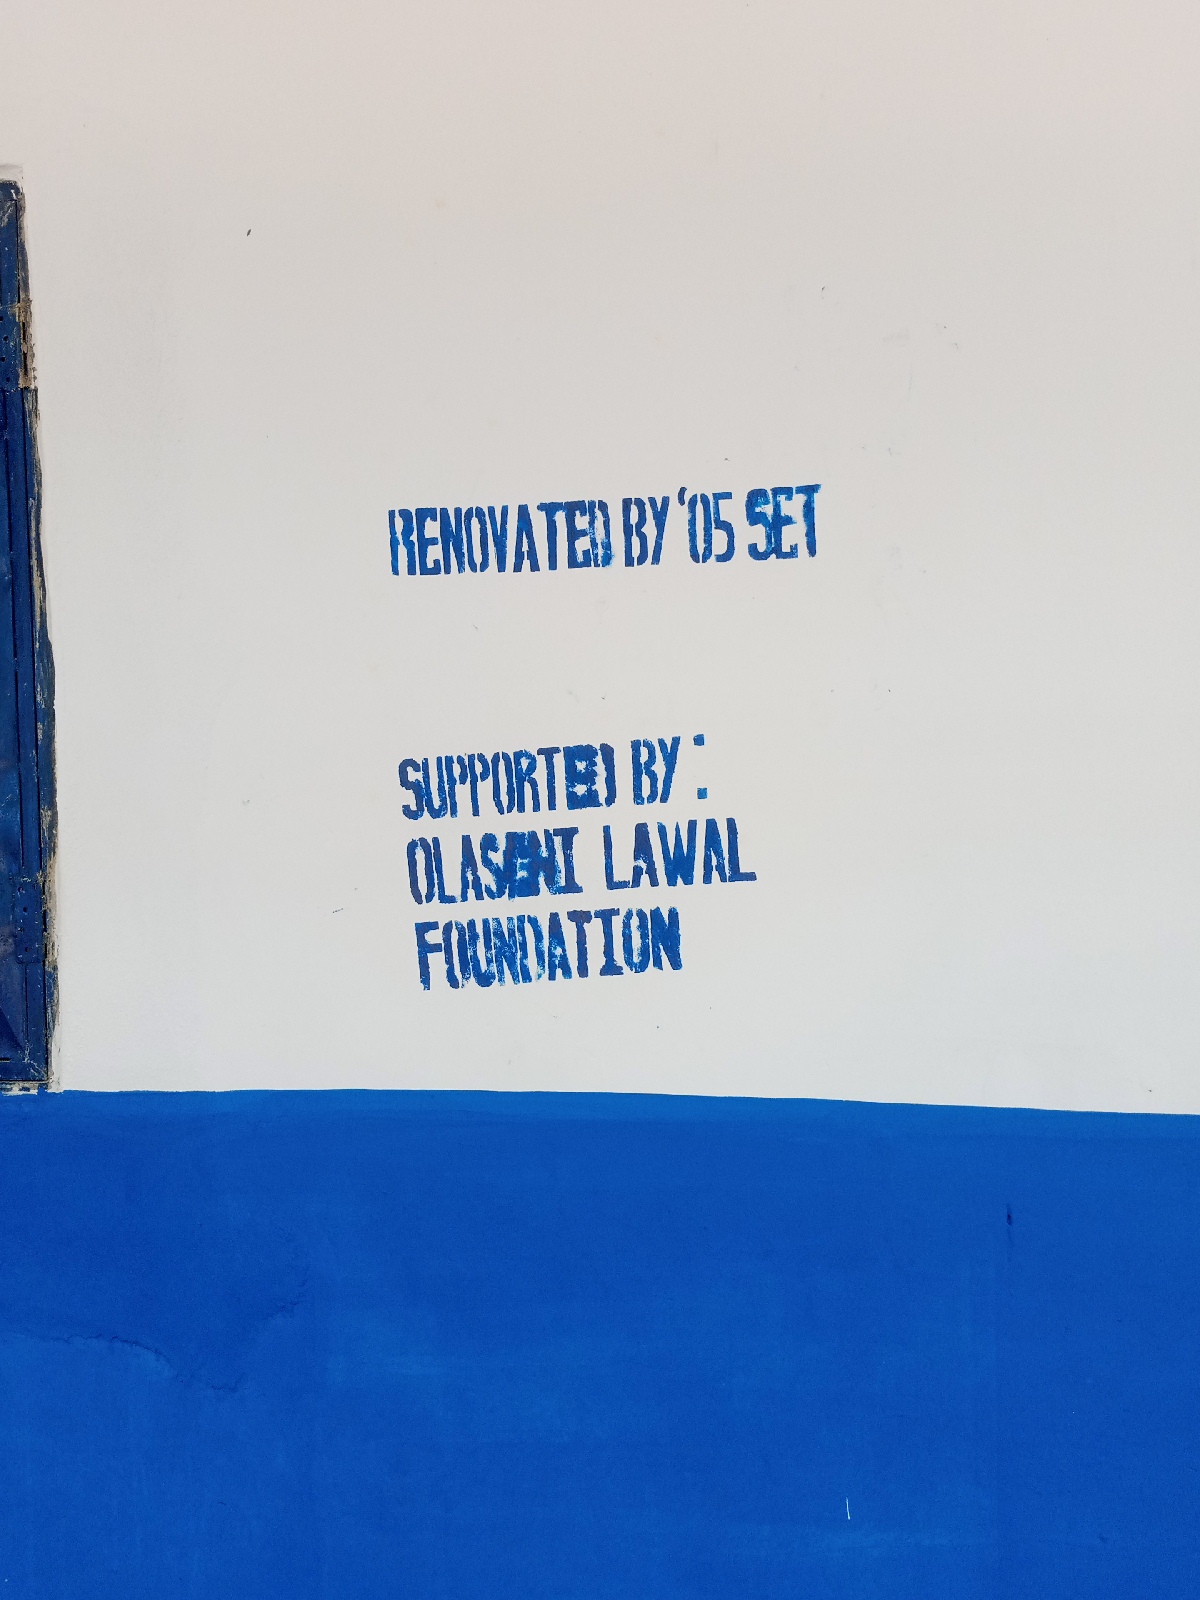 RENOVATED BY '05 SET
SUPPORTED BY :
OLASENI LAWAL
FOUNDATION